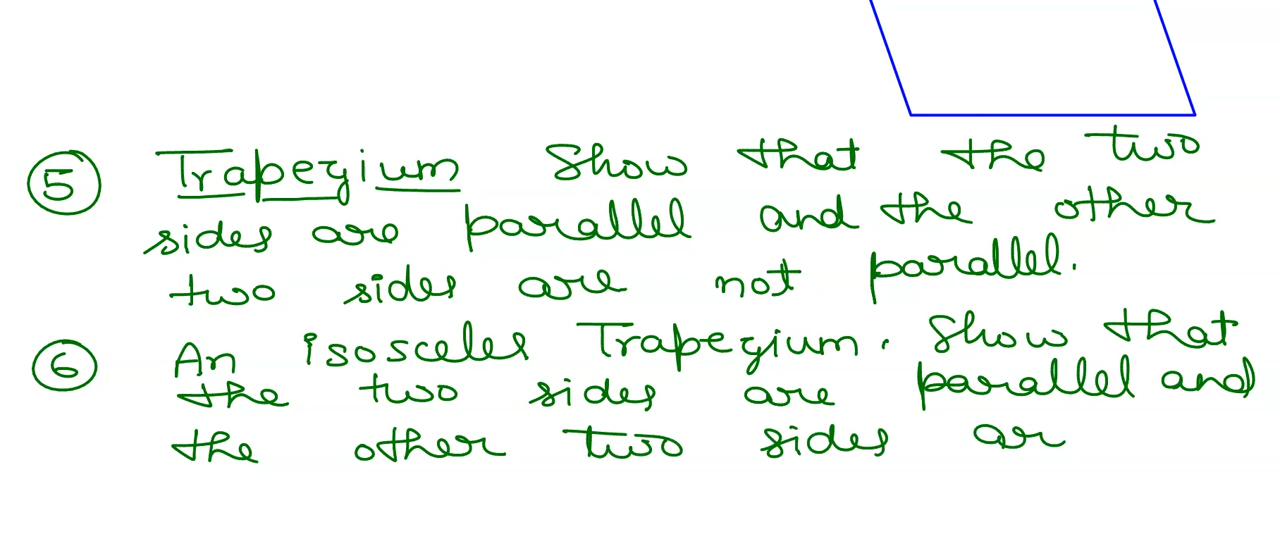 5 Trapezium Show that the two
sides are parallel and the other
two sides are not parallel.
6 An isosceles Trapezium. Show that
the two sides are parallel and
the other two sides ar